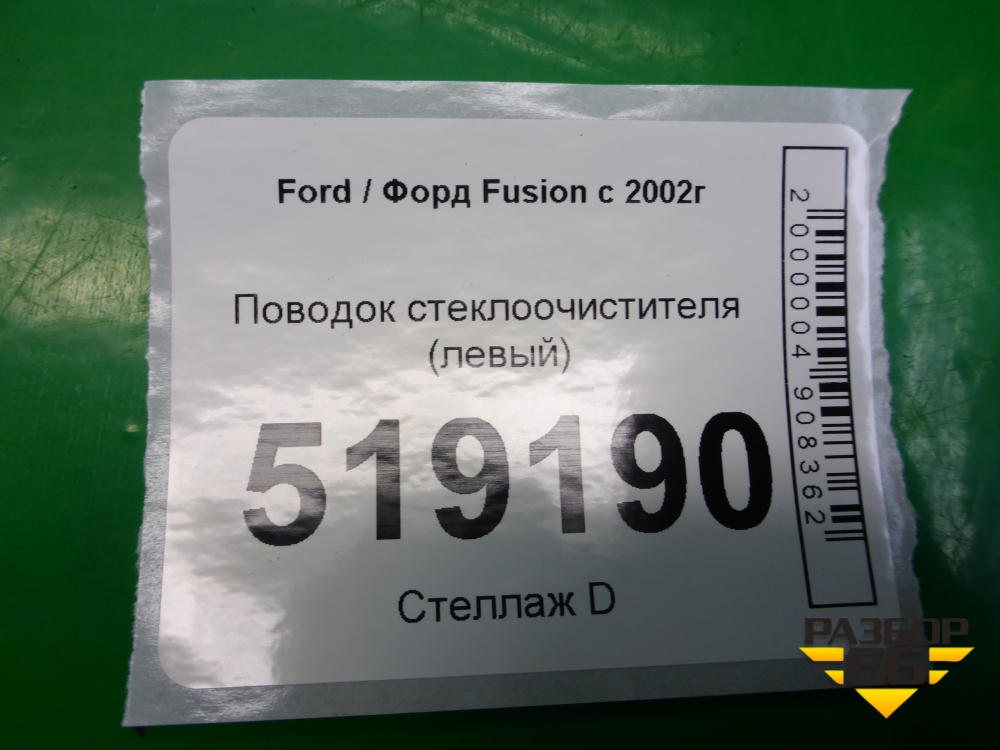 Ford / Форд Fusion с 2002г
Поводок стеклоочистителя
(левый)
519190
Стеллаж D
2000004908362
РАЗБОР
66